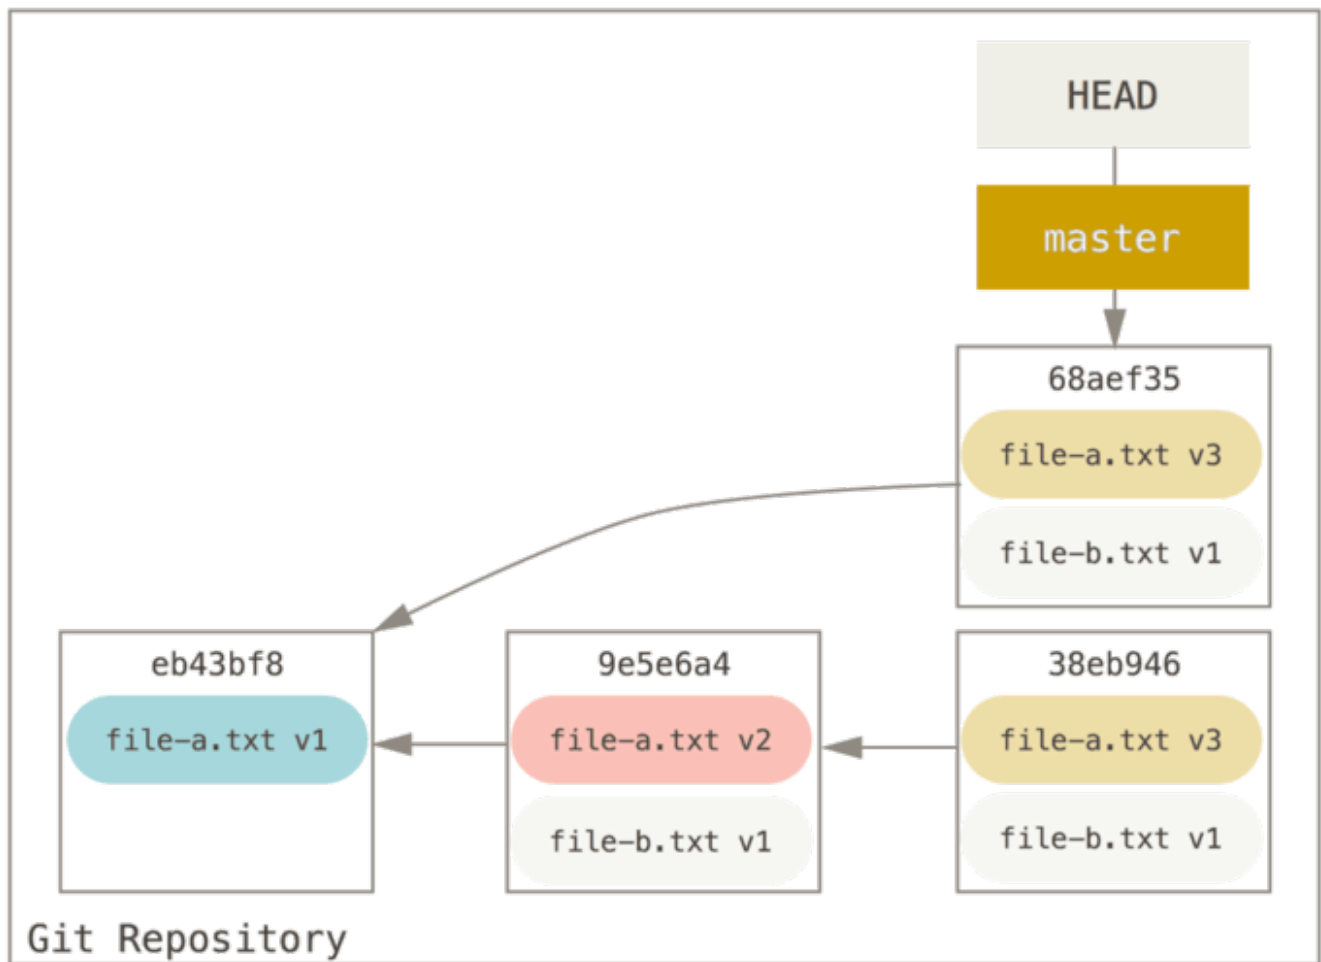 HEAD
master
68aef35
file-a.txt v3
file-b.txt v1
eb43bf8
file-a.txt v1
9e5e6a4
file-a.txt v2
file-b.txt v1
38eb946
file-a.txt v3
file-b.txt v1
Git Repository